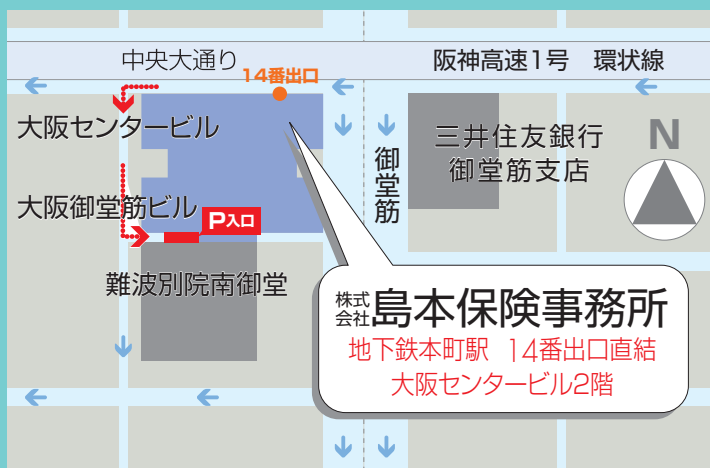 中央大通り
阪神高速1号 環状線
14番出口
大阪センタービル
三井住友銀行
御堂筋支店
N
御堂筋
大阪御堂筋ビル
P入口
難波別院南御堂
株式会社島本保険事務所
地下鉄本町駅 14番出口直結
大阪センタービル2階